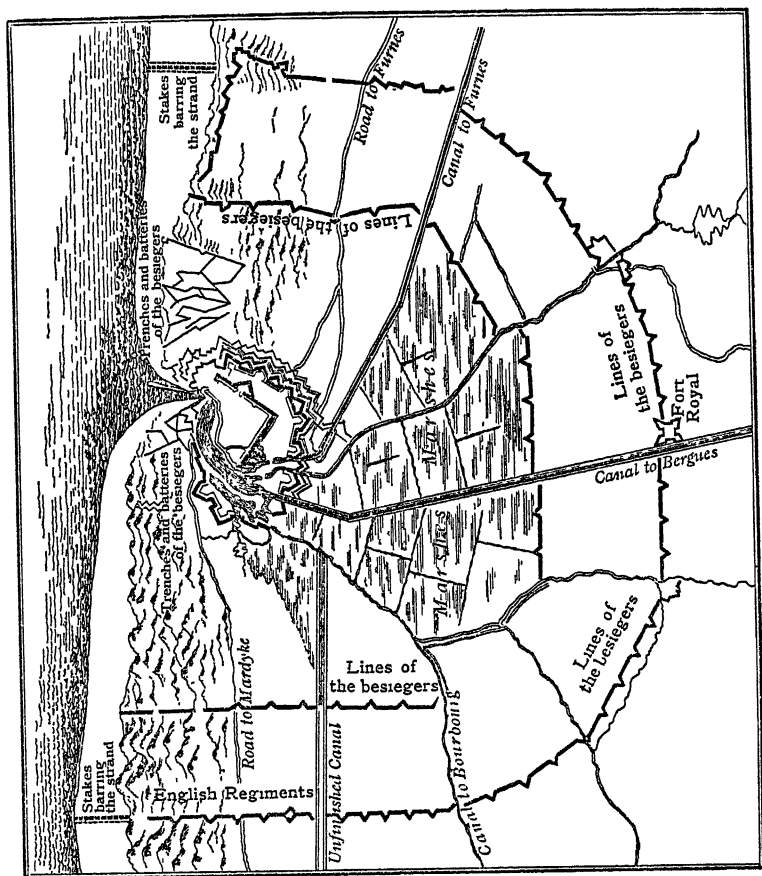 Stakes
barring
the strand
Road to Furnes
Canal to Furnes
Lines of the besiegers
Trenches and batteries
of the besiegers
Lines of
the besiegers
Fort
Royal
Marshes
Canal to Bergues
Trenches and batteries
of the besiegers
Marshes
Lines of
the besiegers
Lines of
the besiegers
Road to Mardyke
Stakes
barring
the strand
English Regiments
Unfinished Canal
Canal to Bourbourg